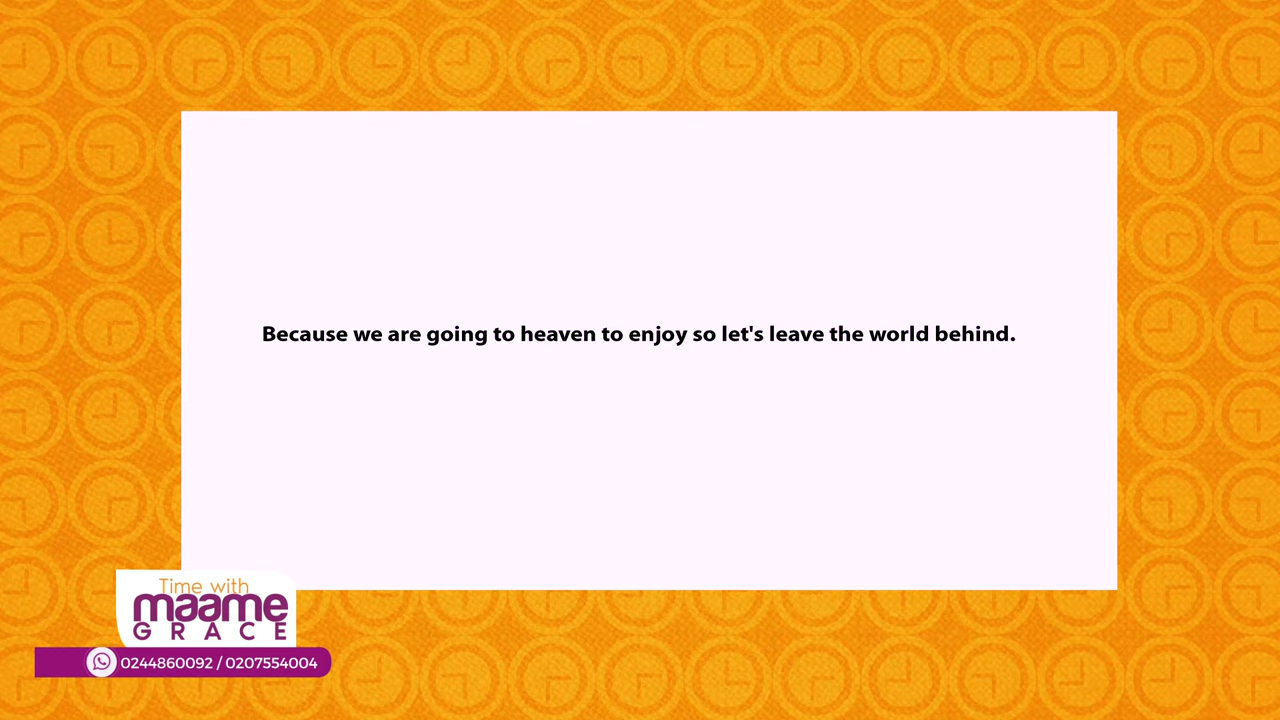 Because we are going to heaven to enjoy so let's leave the world behind.
Time with
maame
GRACE
0244860092 / 0207554004